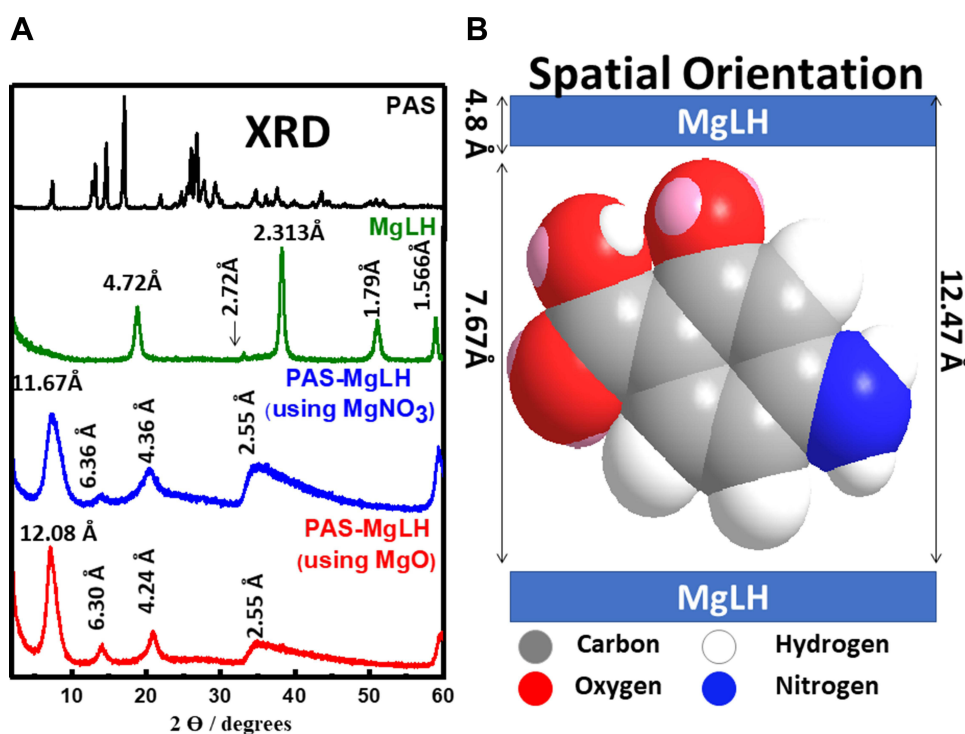 A
PAS
XRD
MgLH
2.313Å
4.72Å
2.72Å
1.79Å
1.566Å
11.67Å
PAS-MgLH
(using MgNO₃)
6.36 Å
4.36 Å
2.55 Å
12.08 Å
PAS-MgLH
(using MgO)
6.30 Å
4.24 Å
2.55Å
10 20 30 40 50 60
2 Θ / degrees
B
Spatial Orientation
4.8 Å
MgLH
7.67Å
12.47 Å
MgLH
Carbon Hydrogen
Oxygen Nitrogen